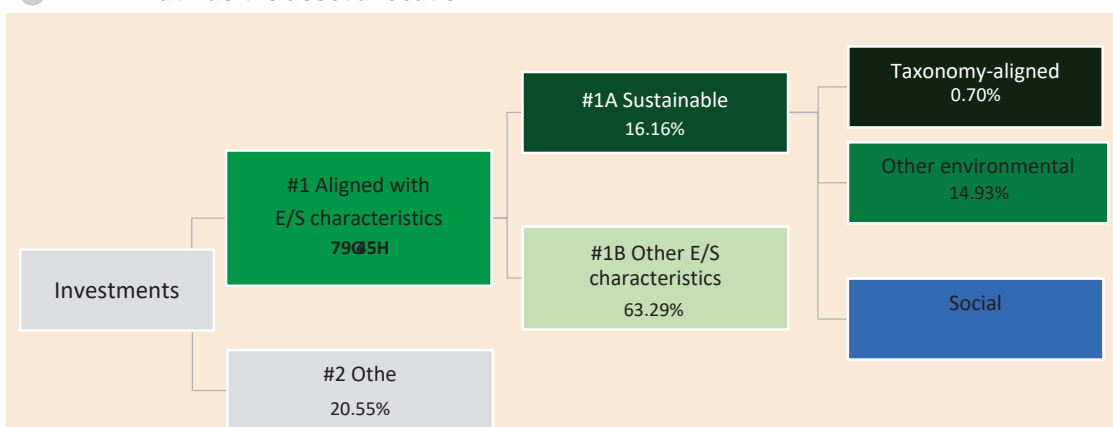 Taxonomy-aligned
0.70%
#1A Sustainable
16.16%
Other environmental
14.93%
#1 Aligned with
E/S characteristics
#1B Other E/S
characteristics
63.29%
Investments
Social
#2 Othe
20.55%